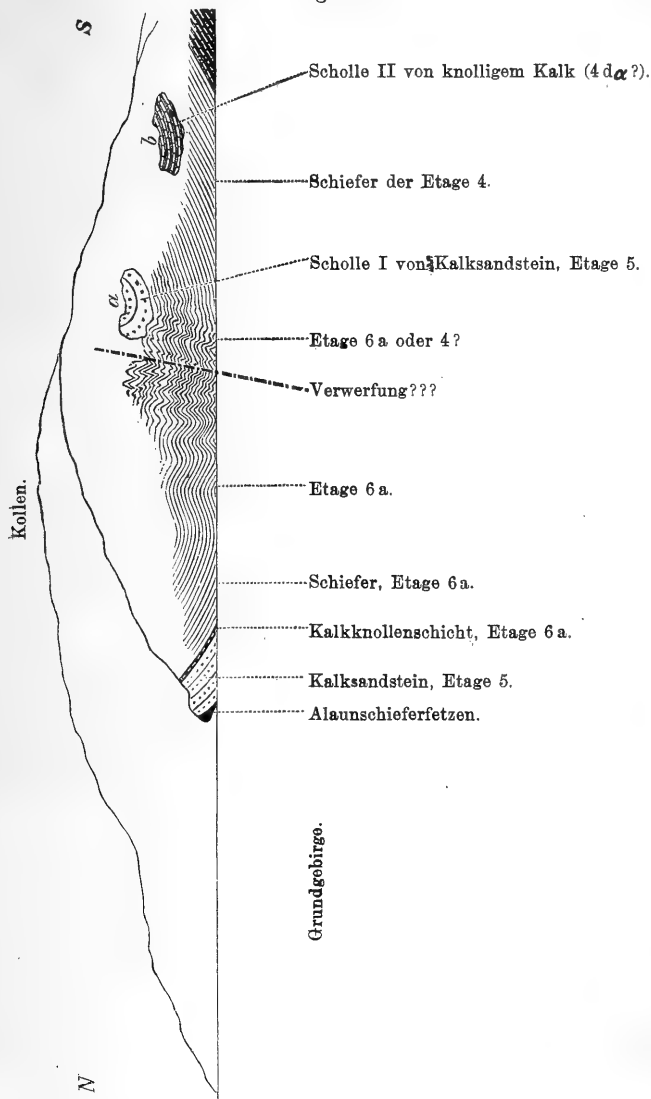 S
Scholle II von knolligem Kalk (4 dα?).
b
Schiefer der Etage 4.
Scholle I von Kalksandstein, Etage 5.
a
Etage 6 a oder 4?
Verwerfung???
Kollen.
Etage 6 a.
Schiefer, Etage 6 a.
Kalkknollenschicht, Etage 6 a.
Kalksandstein, Etage 5.
Alaunschieferfetzen.
Grundgebirge.
N